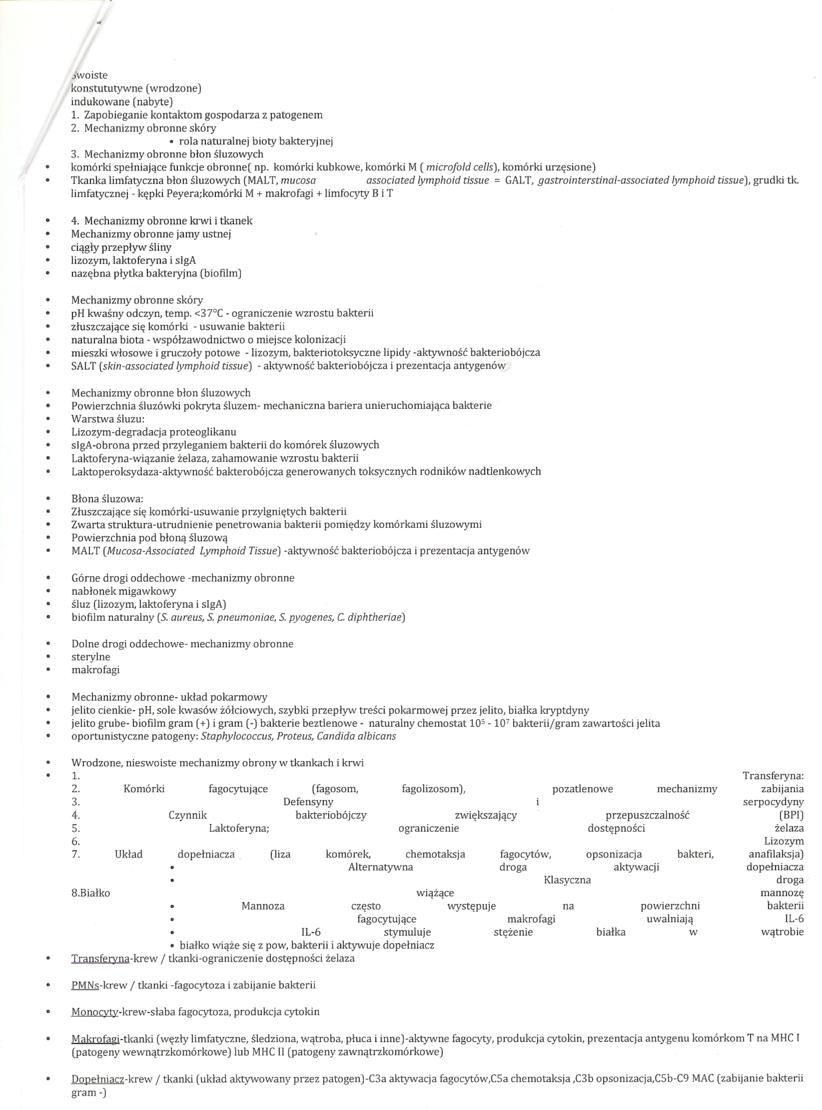 swoiste
konstututywne (wrodzone)
indukowane (nabyte)
1. Zapobieganie kontaktom gospodarza z patogenem
2. Mechanizmy obronne skóry
• rola naturalnej bioty bakteryjnej
3. Mechanizmy obronne błon śluzowych
• komórki spełniające funkcje obronne( np. komórki kubkowe, komórki M ( microfold cells), komórki urzęsione)
• Tkanka limfatyczna błon śluzowych (MALT, mucosa associated lymphoid tissue = GALT, gastrointerstinal-associated lymphoid tissue), grudki tk.
limfatycznej - kępki Peyera;komórki M + makrofagi + limfocyty B i T
• 4. Mechanizmy obronne krwi i tkanek
• Mechanizmy obronne jamy ustnej
• ciągły przepływ śliny
• lizozym, laktoferyna i sIgA
• nazębna płytka bakteryjna (biofilm)
• Mechanizmy obronne skóry
• pH kwaśny odczyn, temp. <37°C - ograniczenie wzrostu bakterii
• złuszczające się komórki - usuwanie bakterii
• naturalna biota - współzawodnictwo o miejsce kolonizacji
• mieszki włosowe i gruczoły potowe - lizozym, bakteriotoksyczne lipidy -aktywność bakteriobójcza
• SALT (skin-associated lymphoid tissue) - aktywność bakteriobójcza i prezentacja antygenów
• Mechanizmy obronne błon śluzowych
• Powierzchnia śluzówki pokryta śluzem- mechaniczna bariera unieruchomiająca bakterie
• Warstwa śluzu:
• Lizozym-degradacja proteoglikanu
• sIgA-obrona przed przyleganiem bakterii do komórek śluzowych
• Laktoferyna-wiązanie żelaza, zahamowanie wzrostu bakterii
• Laktoperoksydaza-aktywność bakterobójcza generowanych toksycznych rodników nadtlenkowych
• Błona śluzowa:
• Złuszczające się komórki-usuwanie przylgniętych bakterii
• Zwarta struktura-utrudnienie penetrowania bakterii pomiędzy komórkami śluzowymi
• Powierzchnia pod błoną śluzową
• MALT (Mucosa-Associated Lymphoid Tissue) -aktywność bakteriobójcza i prezentacja antygenów
• Górne drogi oddechowe -mechanizmy obronne
• nabłonek migawkowy
• śluz (lizozym, laktoferyna i sIgA)
• biofilm naturalny (S. aureus, S. pneumoniae, S. pyogenes, C. diphtheriae)
• Dolne drogi oddechowe- mechanizmy obronne
• sterylne
• makrofagi
• Mechanizmy obronne- układ pokarmowy
• jelito cienkie- pH, sole kwasów żółciowych, szybki przepływ treści pokarmowej przez jelito, białka kryptdyny
• jelito grube- biofilm gram (+) i gram (-) bakterie beztlenowe - naturalny chemostat 10⁵ - 10⁷ bakterii/gram zawartości jelita
• oportunistyczne patogeny: Staphylococcus, Proteus, Candida albicans
• Wrodzone, nieswoiste mechanizmy obrony w tkankach i krwi
• 1. Transferyna:
2. Komórki fagocytujące (fagosom, fagolizosom), pozatlenowe mechanizmy zabijania
3. Defensyny i serpocydyny
4. Czynnik bakteriobójczy zwiększający przepuszczalność (BPI)
5. Laktoferyna; ograniczenie dostępności żelaza
6. Lizozym
7. Układ dopełniacza (liza komórek, chemotaksja fagocytów, opsonizacja bakteri, anafilaksja)
• Alternatywna droga aktywacji dopełniacza
• Klasyczna droga
8.Białko wiążące mannozę
• Mannoza często występuje na powierzchni bakterii
• fagocytujące makrofagi uwalniają IL-6
• IL-6 stymuluje stężenie białka w wątrobie
• białko wiąże się z pow, bakterii i aktywuje dopełniacz
• Transferyna-krew / tkanki-ograniczenie dostępności żelaza
• PMNs-krew / tkanki -fagocytoza i zabijanie bakterii
• Monocyty-krew-słaba fagocytoza, produkcja cytokin
• Makrofagi-tkanki (węzły limfatyczne, śledziona, wątroba, płuca i inne)-aktywne fagocyty, produkcja cytokin, prezentacja antygenu komórkom T na MHC I
(patogeny wewnątrzkomórkowe) lub MHC II (patogeny zawnątrzkomórkowe)
• Dopełniacz-krew / tkanki (układ aktywowany przez patogen)-C3a aktywacja fagocytów,C5a chemotaksja ,C3b opsonizacja,C5b-C9 MAC (zabijanie bakterii
gram -)